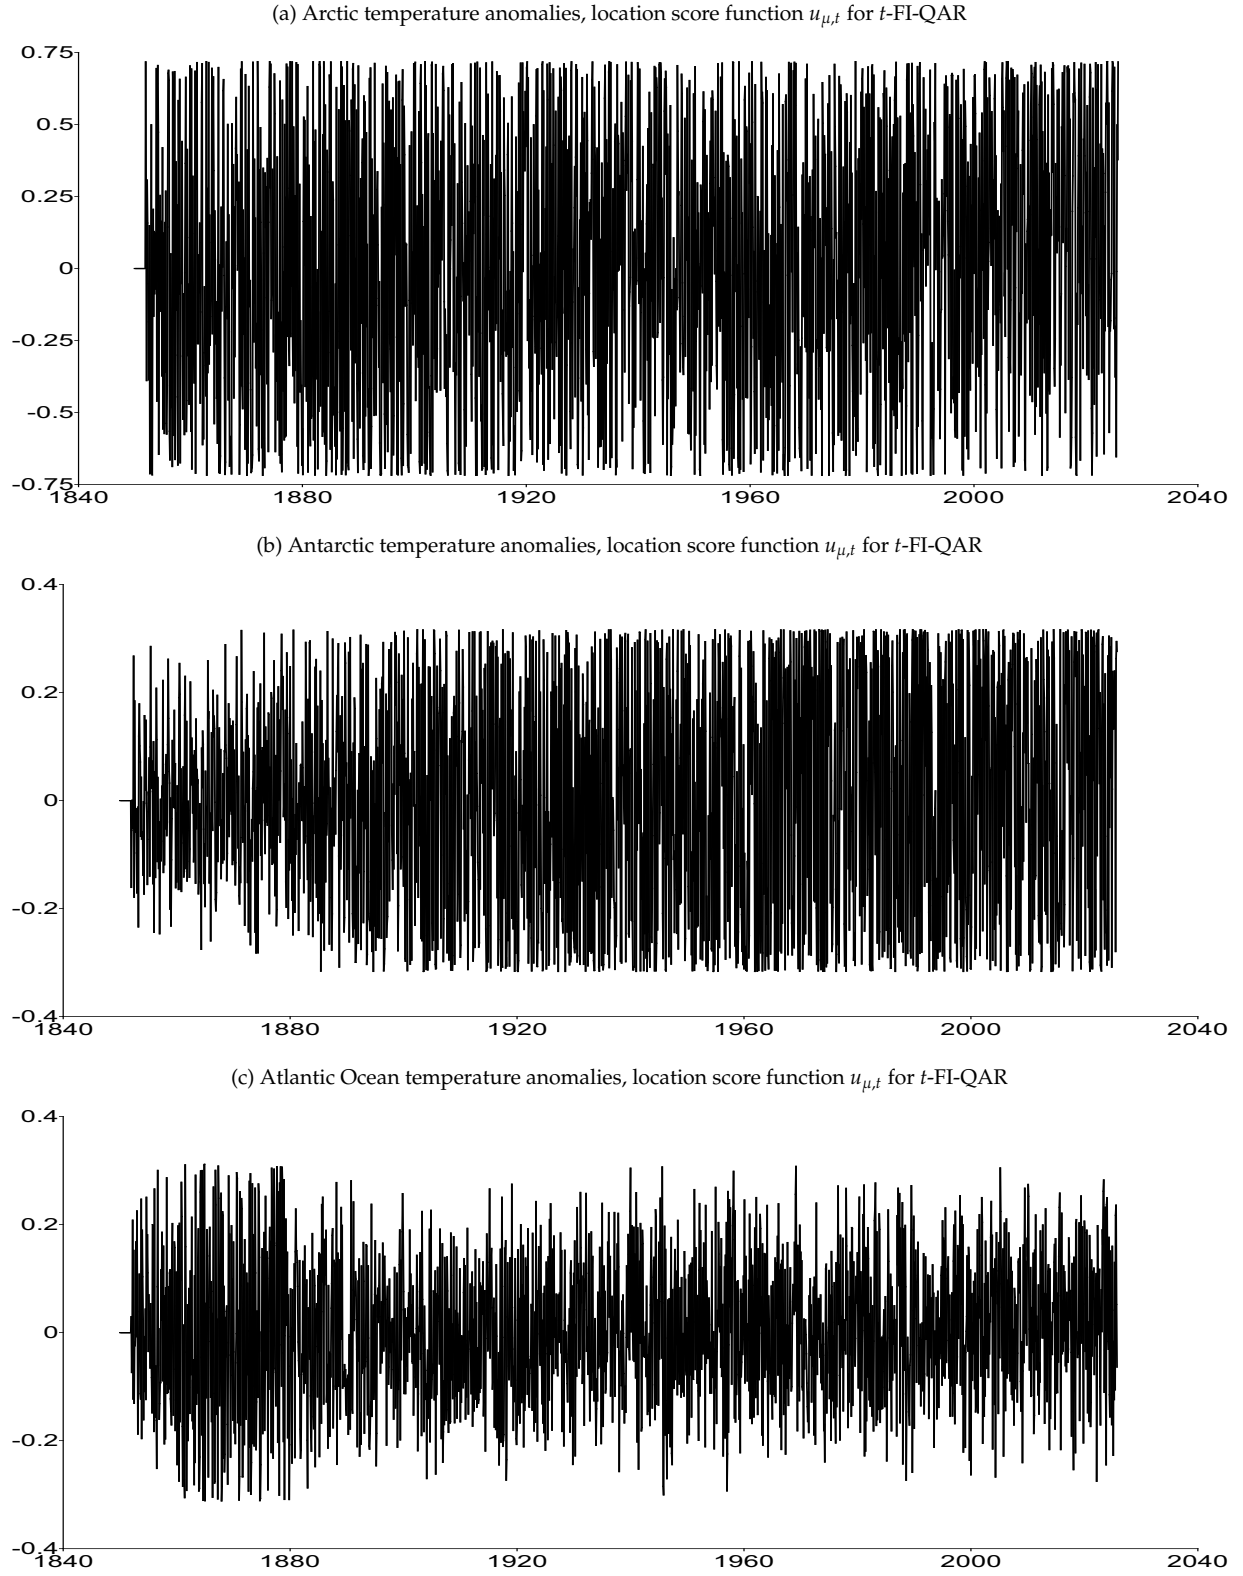 (a) Arctic temperature anomalies, location score function uμ,t for t-FI-QAR
0.75
0.5
0.25
0
-0.25
-0.5
-0.75
1840 1880 1920 1960 2000 2040
(b) Antarctic temperature anomalies, location score function uμ,t for t-FI-QAR
0.4
0.2
0
-0.2
-0.4
1840 1880 1920 1960 2000 2040
(c) Atlantic Ocean temperature anomalies, location score function uμ,t for t-FI-QAR
0.4
0.2
0
-0.2
-0.4
1840 1880 1920 1960 2000 2040